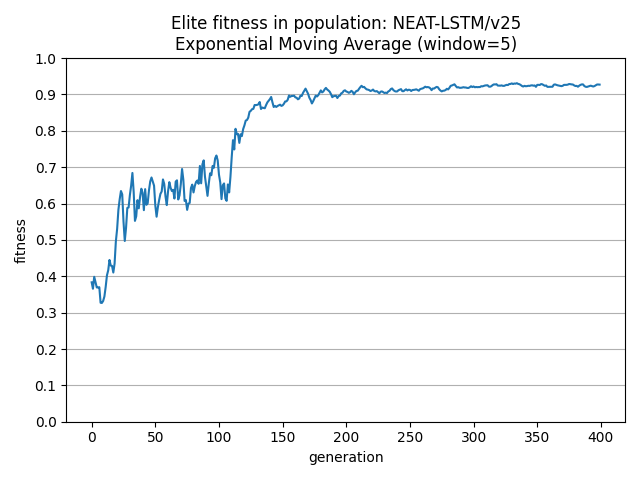 Elite fitness in population: NEAT-LSTM/v25
Exponential Moving Average (window=5)
fitness
1.0
0.9
0.8
0.7
0.6
0.5
0.4
0.3
0.2
0.1
0.0
0 50 100 150 200 250 300 350 400
generation